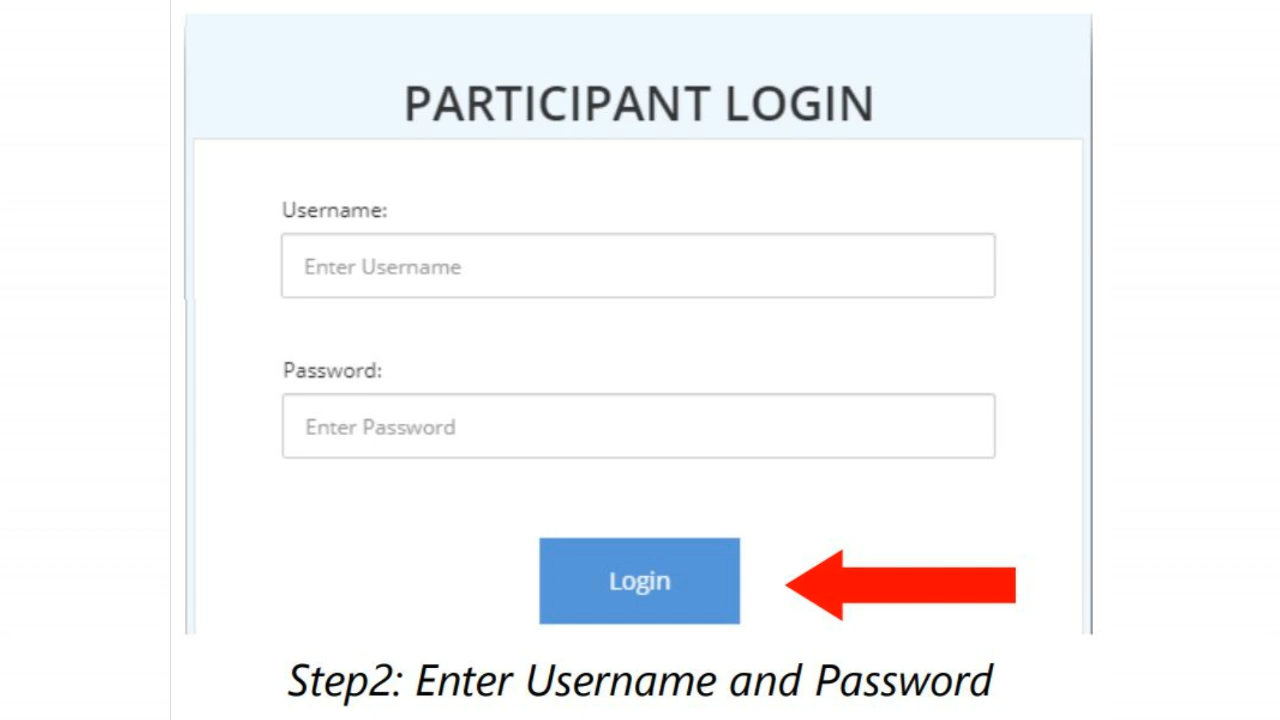 PARTICIPANT LOGIN
Username:
Enter Username
Password:
Enter Password
Login
Step2: Enter Username and Password